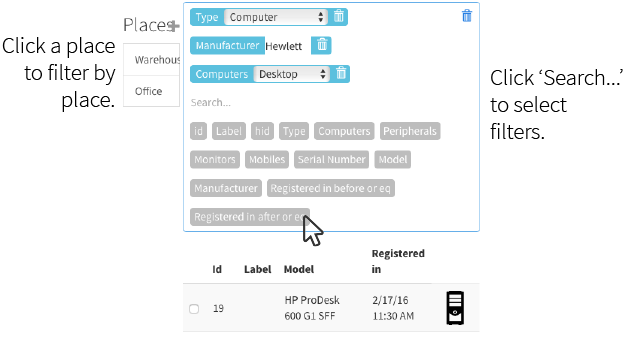 Click a place
to filter by
place.
Places
Warehous
Office
Type Computer
Manufacturer Hewlett
Computers Desktop
Search...
id Label hid Type Computers Peripherals
Monitors Mobiles Serial Number Model
Manufacturer Registered in before or eq
Registered in after or eq
Click ‘Search...’
to select
filters.
Id Label Model Registered
in
19 HP ProDesk 2/17/16
600 G1 SFF 11:30 AM